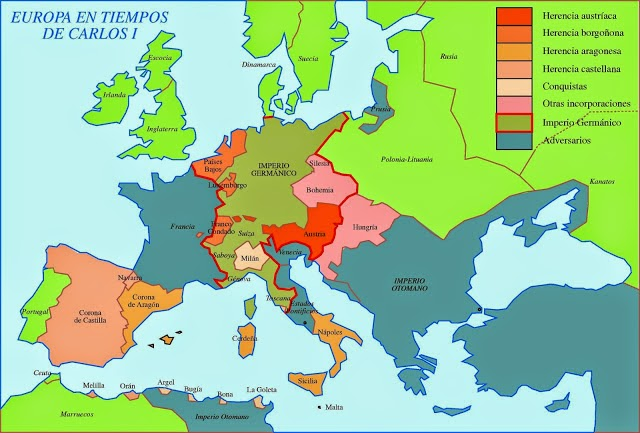 EUROPA EN TIEMPOS
DE CARLOS I
Herencia austríaca
Herencia borgoñona
Herencia aragonesa
Herencia castellana
Conquistas
Otras incorporaciones
Imperio Germánico
Adversarios
Escocia
Irlanda
Inglaterra
Dinamarca
Suecia
Rusia
Prusia
Polonia-Lituania
Kanatos
Países
Bajos
Luxemburgo
IMPERIO
GERMÁNICO
Silesia
Bohemia
Francia
Franco
Condado
Suiza
Austria
Hungría
Saboya
Milán
Venecia
Génova
Toscana
Estados
Pontificios
IMPERIO
OTOMANO
Navarra
Portugal
Corona
de Castilla
Corona
de Aragón
Cerdeña
Nápoles
Sicilia
Ceuta
Melilla
Orán
Argel
Bugía
Bona
La Goleta
Malta
Marruecos
Imperio Otomano